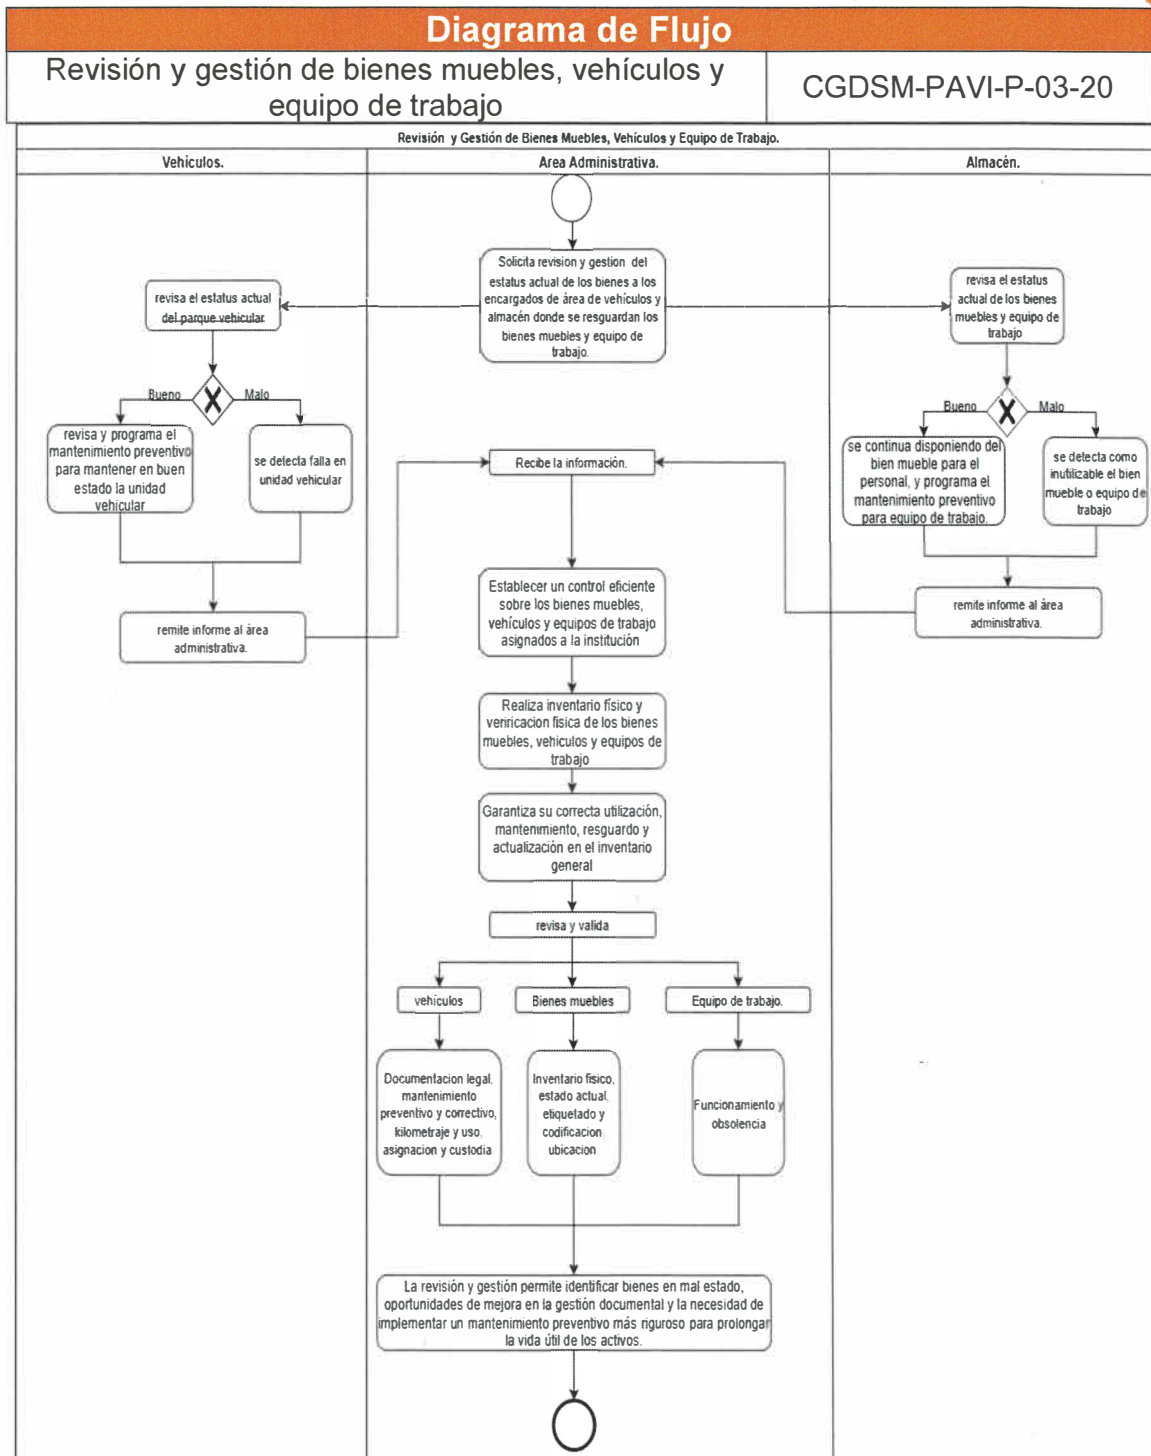 Diagrama de Flujo
Revisión y gestión de bienes muebles, vehículos y
equipo de trabajo
CGDSM-PAVI-P-03-20
Revisión y Gestión de Bienes Muebles, Vehículos y Equipo de Trabajo.
Vehículos.
Area Administrativa.
Almacén.
Solicita revision y gestion del
estatus actual de los bienes a los
encargados de área de vehículos y
almacén donde se resguardan los
bienes muebles y equipo de
trabajo.
revisa el estatus actual
del parque vehicular
revisa el estatus
actual de los bienes
muebles y equipo de
trabajo
Bueno
Malo
Bueno
Malo
revisa y programa el
mantenimiento preventivo
para mantener en buen
estado la unidad
vehicular
se detecta falla en
unidad vehicular
Recibe la información.
se continua disponiendo del
bien mueble para el
personal, y programa el
mantenimiento preventivo
para equipo de trabajo.
se detecta como
inutilizable el bien
mueble o equipo de
trabajo
remite informe al área
administrativa.
Establecer un control eficiente
sobre los bienes muebles,
vehículos y equipos de trabajo
asignados a la institución
remite informe al área
administrativa.
Realiza inventario físico y
verificacion fisica de los bienes
muebles, vehiculos y equipos de
trabajo
Garantiza su correcta utilización,
mantenimiento, resguardo y
actualización en el inventario
general
revisa y valida
vehículos
Bienes muebles
Equipo de trabajo.
Documentacion legal,
mantenimiento
preventivo y correctivo,
kilometraje y uso,
asignacion y custodia
Inventario fisico,
estado actual,
etiquetado y
codificacion,
ubicacion
Funcionamiento y
obsolencia
La revisión y gestión permite identificar bienes en mal estado,
oportunidades de mejora en la gestión documental y la necesidad de
implementar un mantenimiento preventivo más riguroso para prolongar
la vida útil de los activos.